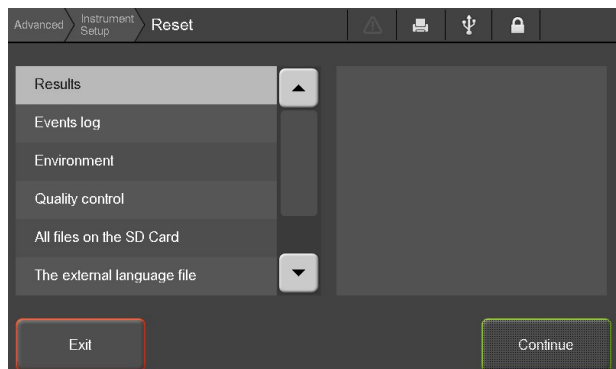 Advanced
Instrument
Setup
Reset
Results
Events log
Environment
Quality control
All files on the SD Card
The external language file
Exit
Continue